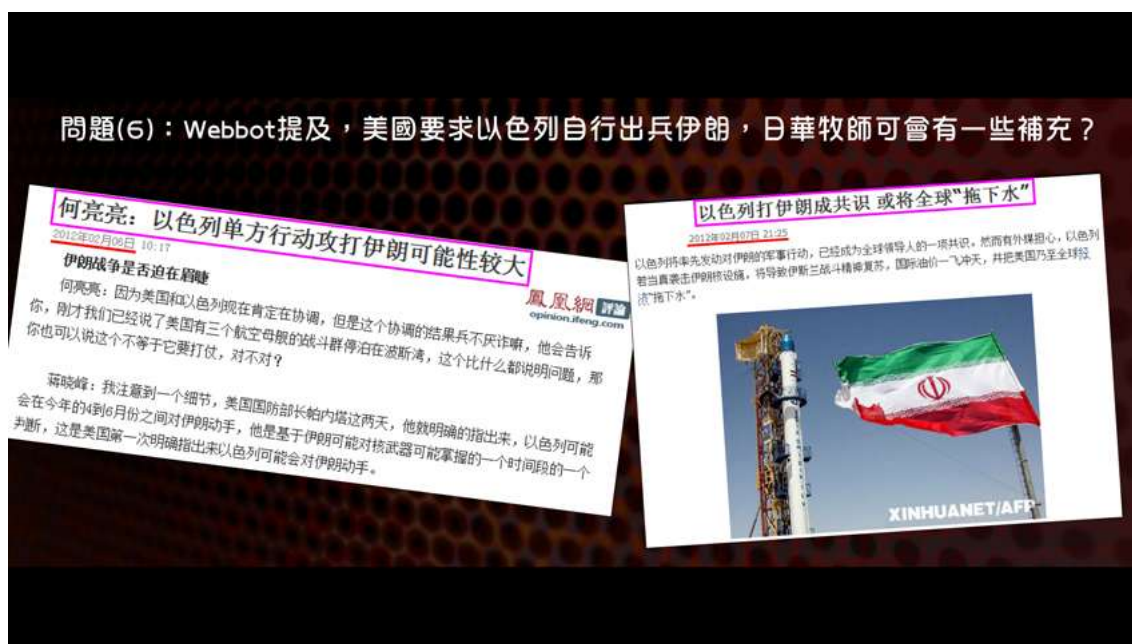 問題(6)：Webbot提及，美國要求以色列自行出兵伊朗，日華牧師可會有一些補充？
何亮亮：以色列单方行动攻打伊朗可能性较大
2012年02月06日 10:17
伊朗战争是否迫在眉睫
鳳凰網 評論
opinion.ifeng.com
何亮亮：因为美国和以色列现在肯定在协调，但是这个协调的结果兵不厌诈嘛，他会告诉
你，刚才我们已经说了美国有三个航空母舰的战斗群停泊在波斯湾，这个比什么都说明问题，那
你也可以说这个不等于它要打仗，对不对？
蒋晓峰：我注意到一个细节，美国国防部长帕内塔这两天，他就明确的指出来，以色列可能
会在今年的4到6月份之间对伊朗动手，他是基于伊朗可能对核武器可能掌握的一个时间段的一个
判断，这是美国第一次明确指出来以色列可能会对伊朗动手。
以色列打伊朗成共识 或将全球“拖下水”
2012年02月07日 21:25
以色列将率先发动对伊朗的军事行动，已经成为全球领导人的一项共识。然而有外媒担心，以色列
若当真袭击伊朗核设施，将导致伊斯兰战斗精神复苏，国际油价一飞冲天，并把美国乃至全球经
济“拖下水”。
XINHUANET/AFP